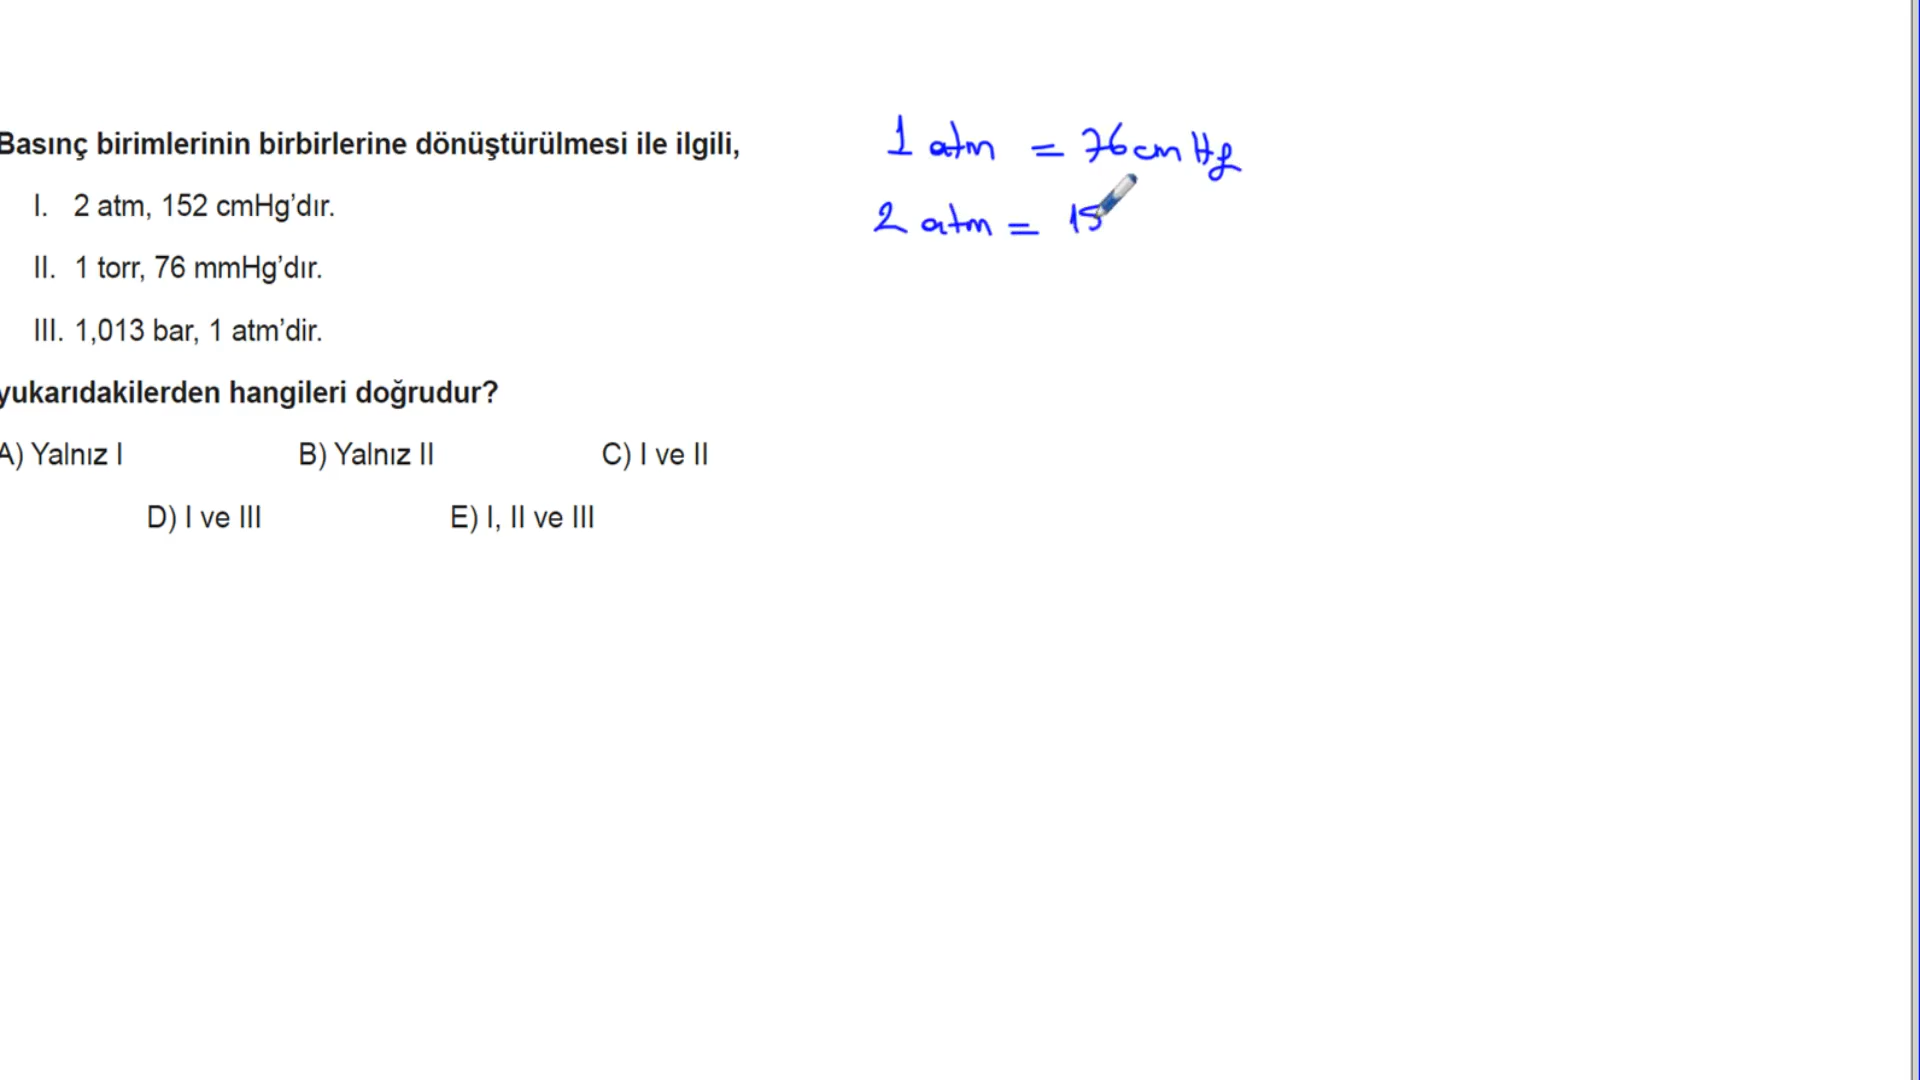 Basınç birimlerinin birbirlerine dönüştürülmesi ile ilgili,
I. 2 atm, 152 cmHg’dır.
II. 1 torr, 76 mmHg’dır.
III. 1,013 bar, 1 atm’dir.
yukarıdakilerden hangileri doğrudur?
A) Yalnız I B) Yalnız II C) I ve II
D) I ve III E) I, II ve III
1 atm = 76 cm Hg
2 atm = 15